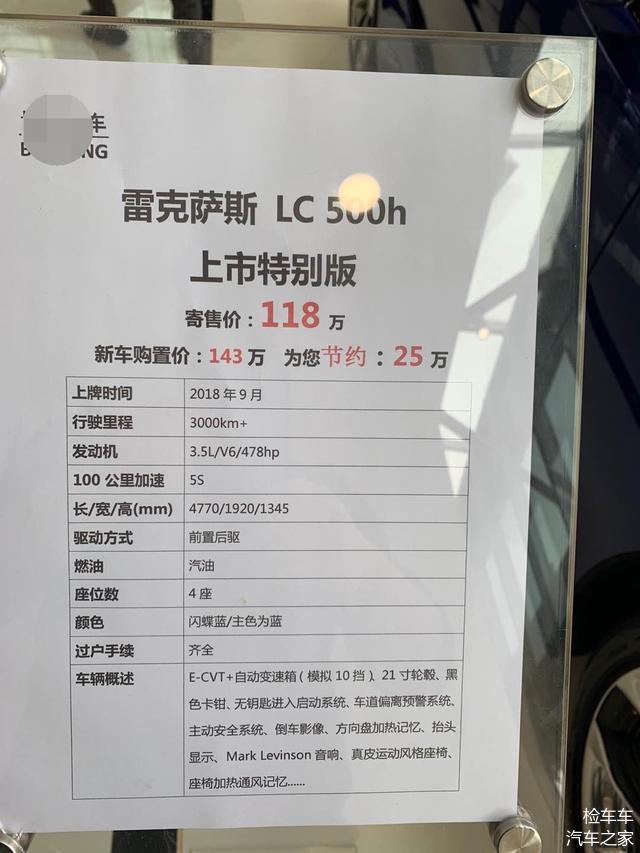 车
NG
雷克萨斯 LC 500h
上市特别版
寄售价：118 万
新车购置价：143 万 为您节约：25 万
上牌时间 2018 年 9 月
行驶里程 3000km+
发动机 3.5L/V6/478hp
100 公里加速 5S
长/宽/高(mm) 4770/1920/1345
驱动方式 前置后驱
燃油 汽油
座位数 4 座
颜色 闪蝶蓝/主色为蓝
过户手续 齐全
车辆概述 E-CVT+自动变速箱（模拟 10 挡）、21 寸轮毂、黑
色卡钳、无钥匙进入启动系统、车道偏离预警系统、
主动安全系统、倒车影像、方向盘加热记忆、抬头
显示、Mark Levinson 音响、真皮运动风格座椅、
座椅加热通风记忆......
检车车
汽车之家